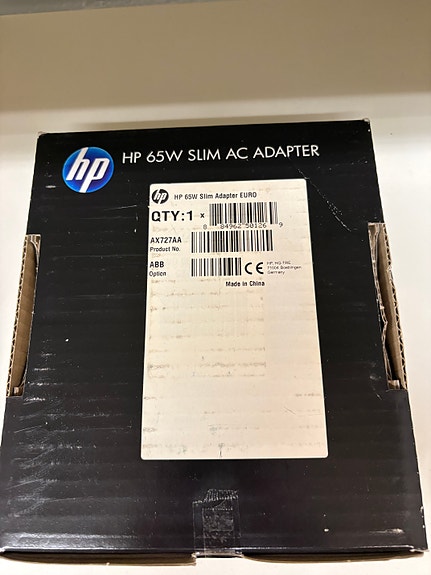 hp HP 65W SLIM AC ADAPTER
hp HP 65W Slim Adapter EURO
QTY:1 x
8 84962 50126 9
AX727AA
Product No.
ABB
Option
CE
HP, HQ-TRE
71034 Boeblingen
Germany
Made in China